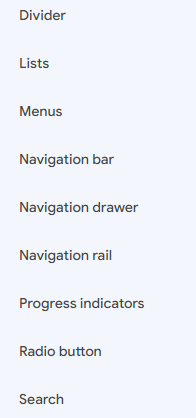 Divider
Lists
Menus
Navigation bar
Navigation drawer
Navigation rail
Progress indicators
Radio button
Search